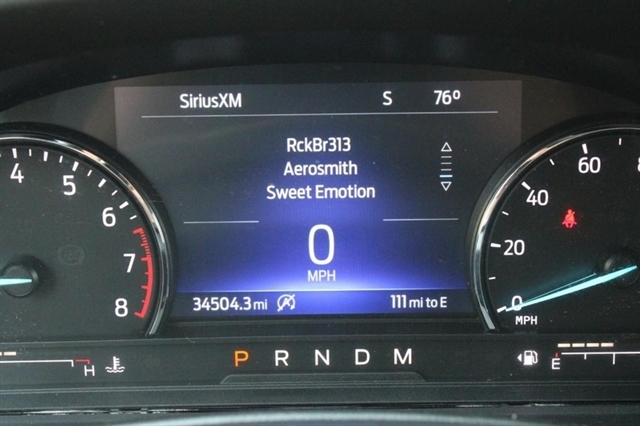 SiriusXM S 76°
RckBr313
Aerosmith
Sweet Emotion
0
MPH
34504.3 mi 111 mi to E
4 5 6 7 8
0 20 40 60
MPH
H
P R N D M
E